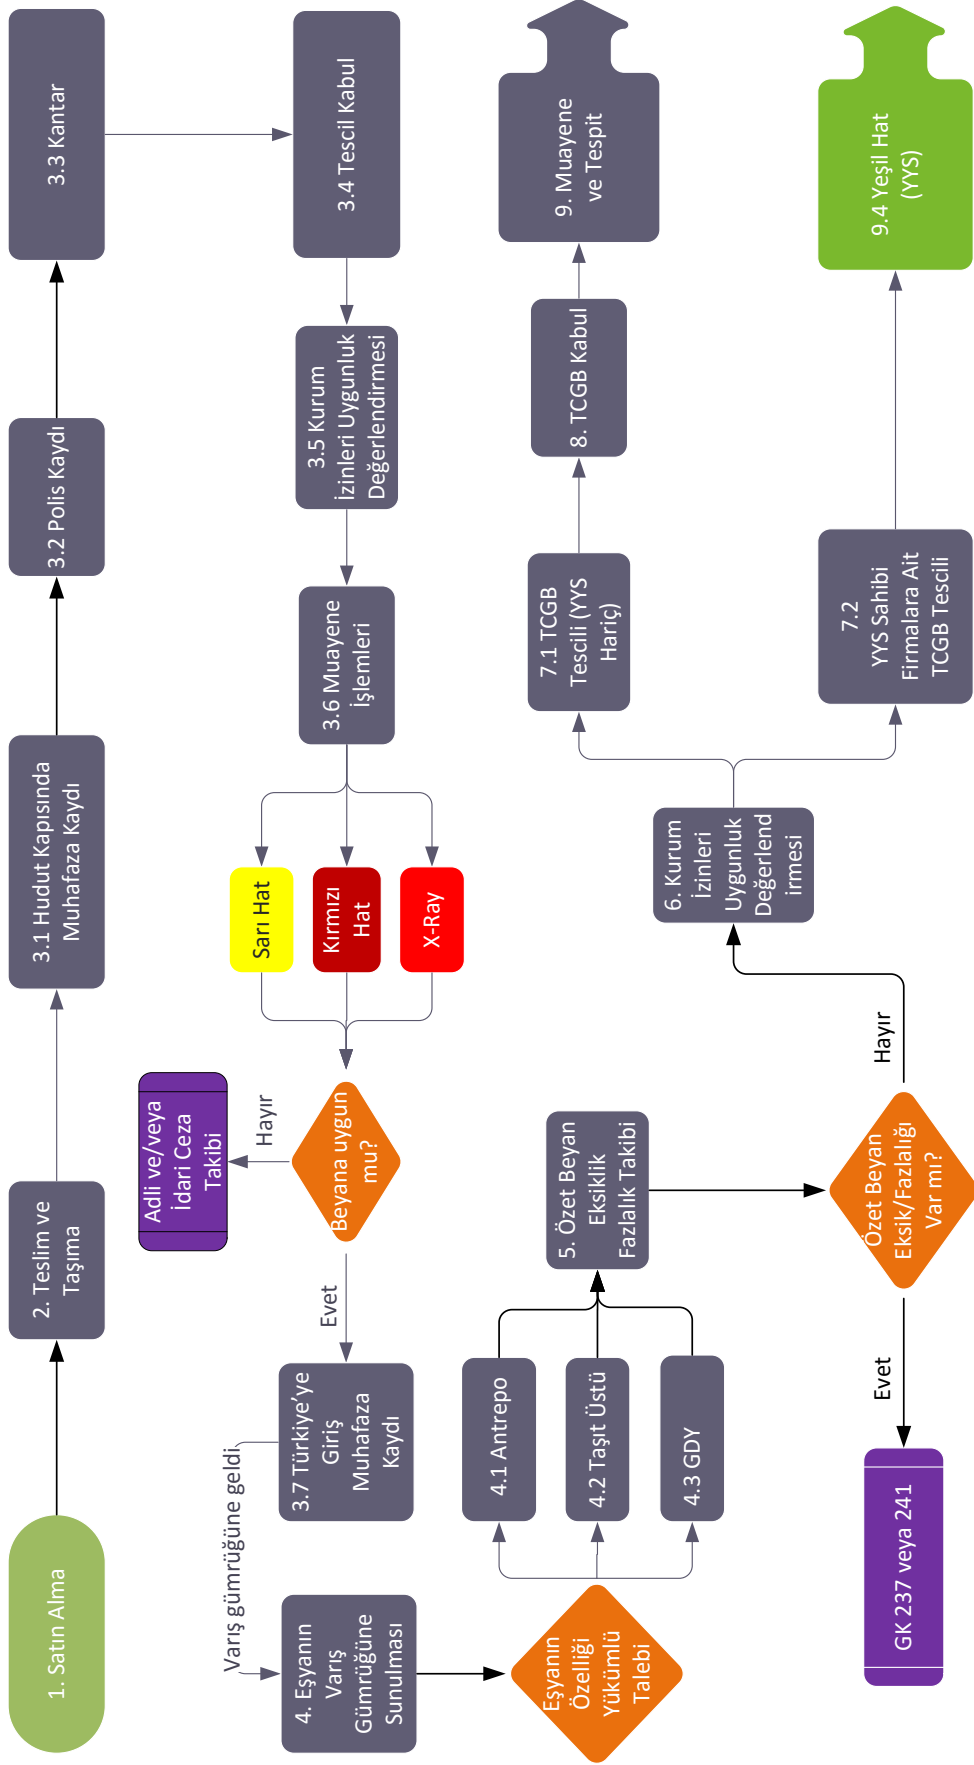 1. Satın Alma
2. Teslim ve
Taşıma
3.1 Hudut Kapısında
Muhafaza Kaydı
3.2 Polis Kaydı
3.3 Kantar
3.4 Tescil Kabul
3.5 Kurum
İzinleri Uygunluk
Değerlendirmesi
3.6 Muayene
İşlemleri
Sarı Hat
Kırmızı
Hat
X-Ray
Beyana uygun
mu?
Hayır
Adli ve/veya
İdari Ceza
Takibi
Evet
3.7 Türkiye’ye
Giriş
Muhafaza
Kaydı
Varış gümrüğüne geldi
4. Eşyanın
Varış
Gümrüğüne
Sunulması
Eşyanın
Özelliği
Yükümlü
Talebi
4.1 Antrepo
4.2 Taşıt Üstü
4.3 GDY
5. Özet Beyan
Eksiklik
Fazlalık Takibi
Özet Beyan
Eksik/Fazlalığı
Var mı?
Evet
GK 237 veya 241
Hayır
6. Kurum
İzinleri
Uygunluk
Değerlend
irmesi
7.1 TCGB
Tescili (YYS
Hariç)
8. TCGB Kabul
9. Muayene
ve Tespit
7.2
YYS Sahibi
Firmalara Ait
TCGB Tescili
9.4 Yeşil Hat
(YYS)